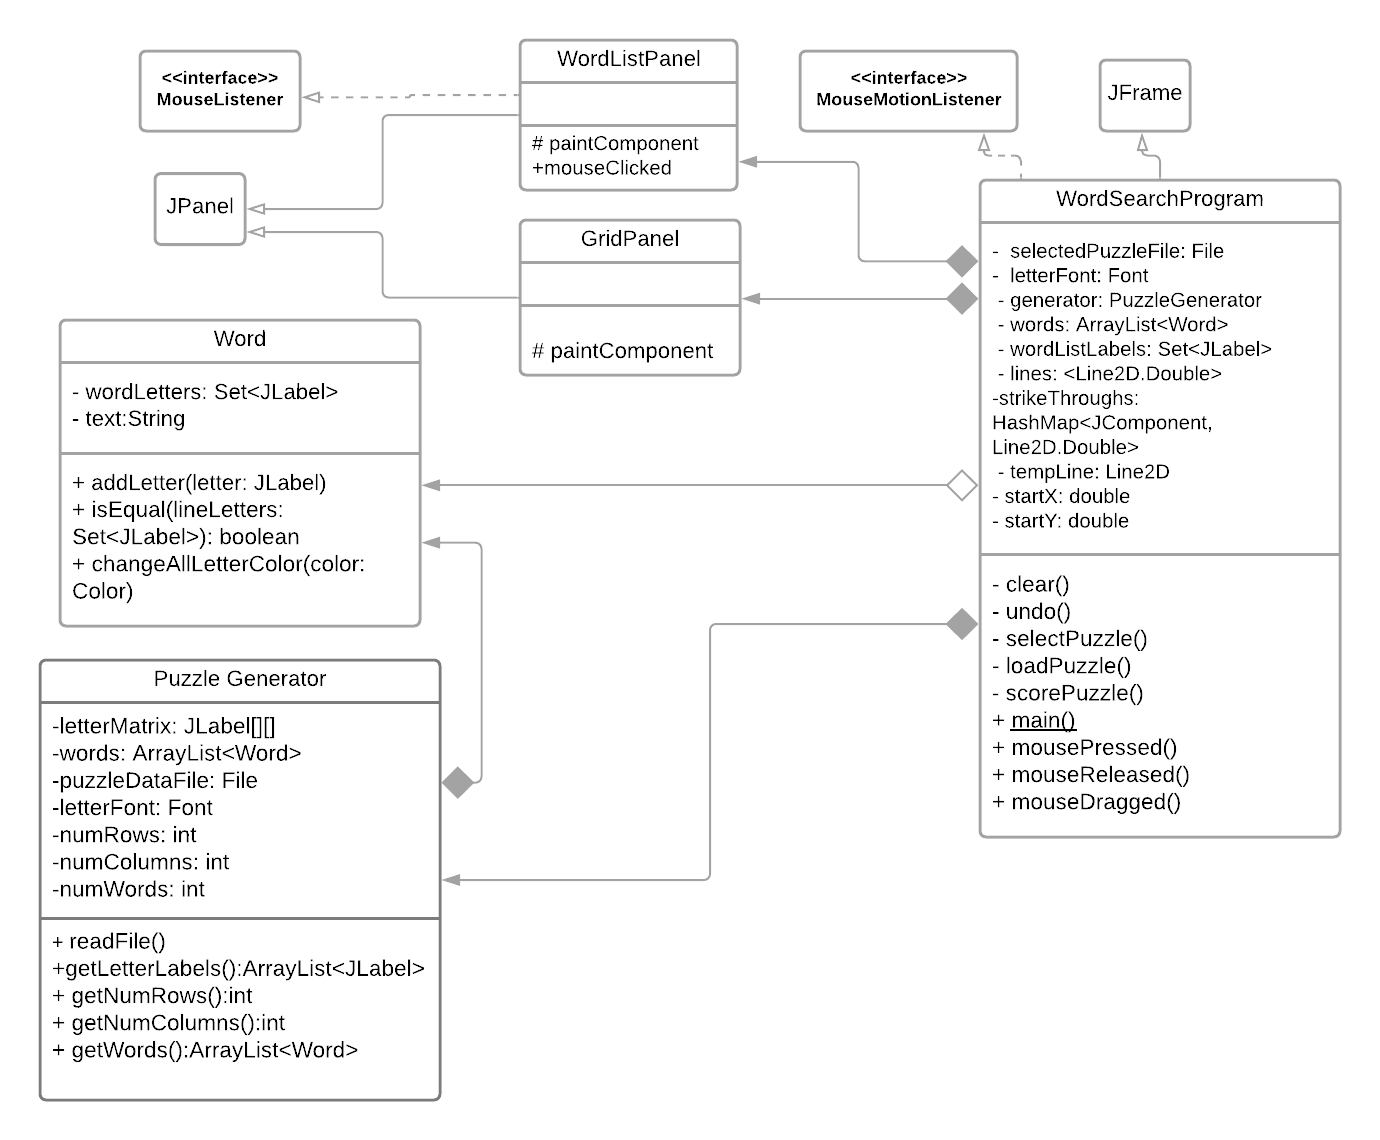 <<interface>>
MouseListener
WordListPanel
# paintComponent
+mouseClicked
<<interface>>
MouseMotionListener
JFrame
JPanel
GridPanel
# paintComponent
WordSearchProgram
- selectedPuzzleFile: File
- letterFont: Font
- generator: PuzzleGenerator
- words: ArrayList<Word>
- wordListLabels: Set<JLabel>
- lines: <Line2D.Double>
-strikeThroughs:
HashMap<JComponent,
Line2D.Double>
- tempLine: Line2D
- startX: double
- startY: double
- clear()
- undo()
- selectPuzzle()
- loadPuzzle()
- scorePuzzle()
+ main()
+ mousePressed()
+ mouseReleased()
+ mouseDragged()
Word
- wordLetters: Set<JLabel>
- text:String
+ addLetter(letter: JLabel)
+ isEqual(lineLetters:
Set<JLabel>): boolean
+ changeAllLetterColor(color:
Color)
Puzzle Generator
-letterMatrix: JLabel[][]
-words: ArrayList<Word>
-puzzleDataFile: File
-letterFont: Font
-numRows: int
-numColumns: int
-numWords: int
+ readFile()
+getLetterLabels():ArrayList<JLabel>
+ getNumRows():int
+ getNumColumns():int
+ getWords():ArrayList<Word>